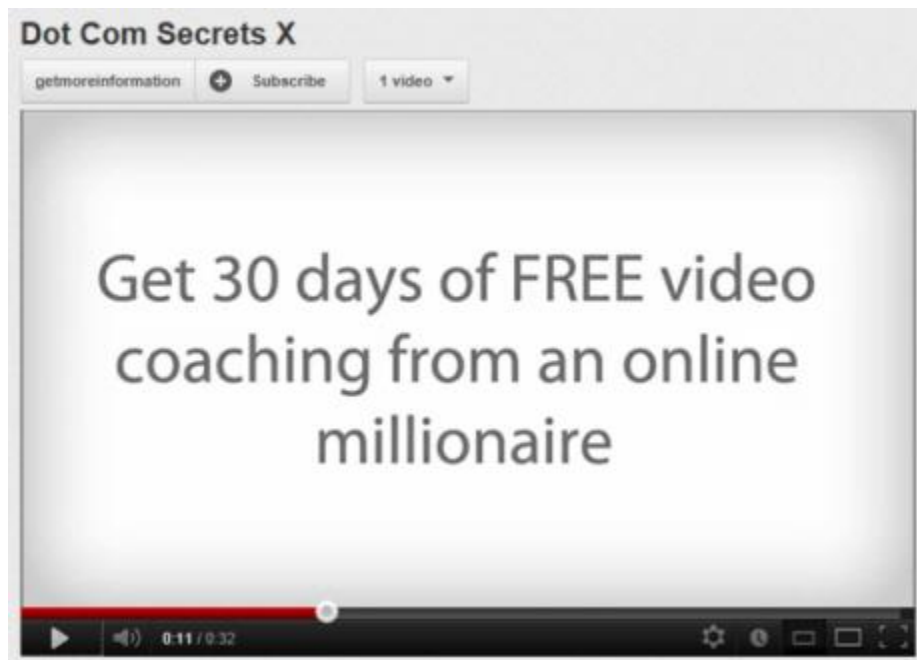 Dot Com Secrets X
getmoreinformation Subscribe 1 video
Get 30 days of FREE video
coaching from an online
millionaire
0:11 / 0:32